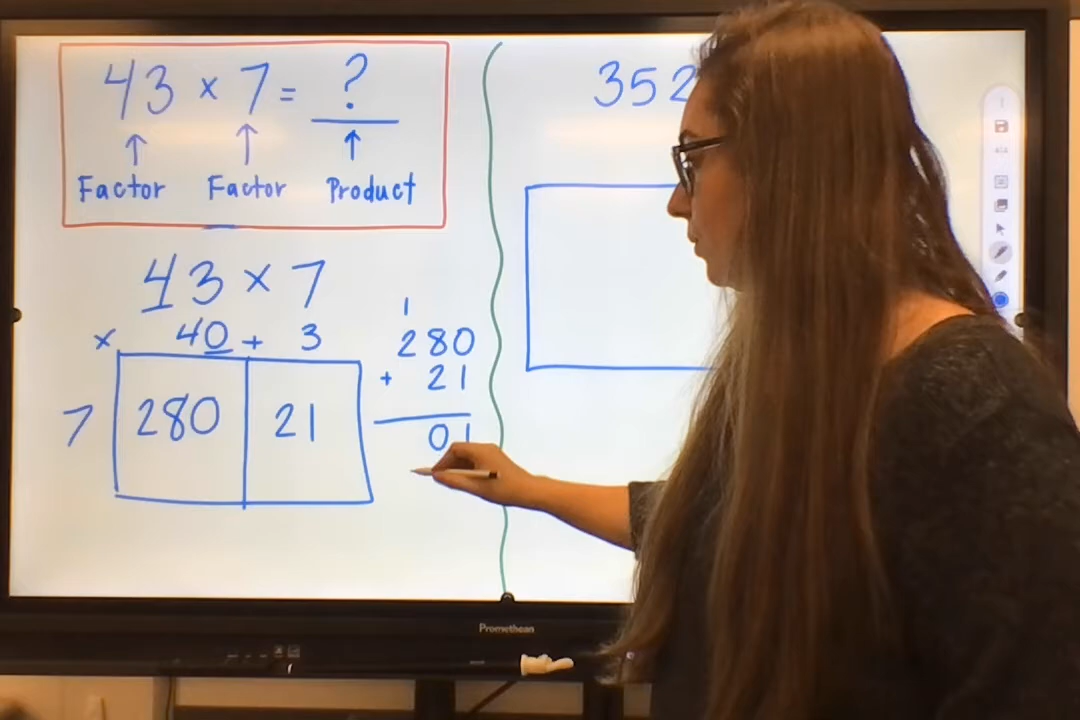 43 × 7 = ?
↑ ↑ ↑
Factor Factor Product
43 × 7
× 40 + 3
7 280 21
1
280
+ 21
01
352
Promethean